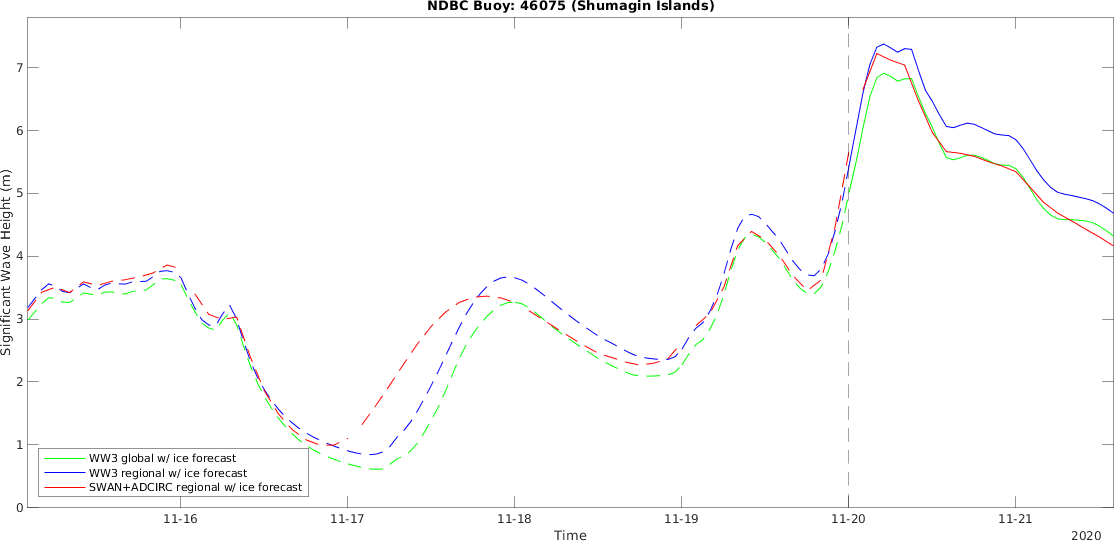 NDBC Buoy: 46075 (Shumagin Islands)
Significant Wave Height (m)
7
6
5
4
3
2
1
0
WW3 global w/ ice forecast
WW3 regional w/ ice forecast
SWAN+ADCIRC regional w/ ice forecast
11-16 11-17 11-18 11-19 11-20 11-21
Time
2020